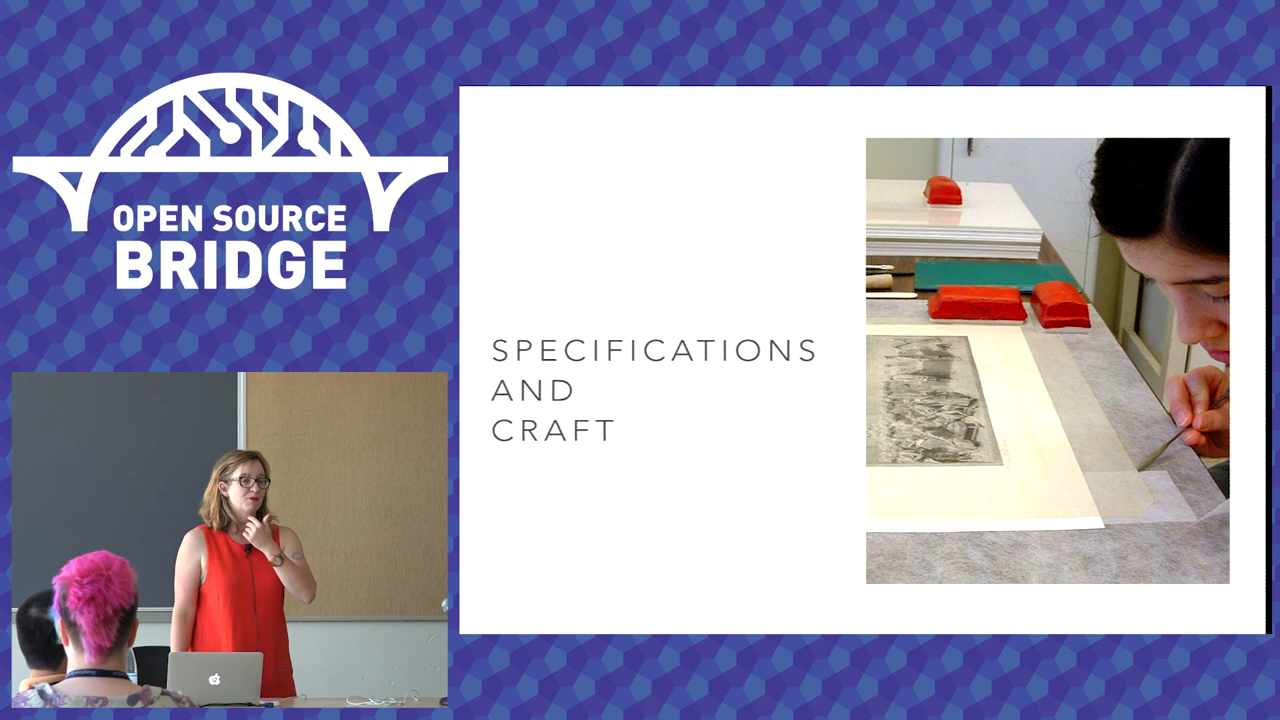 OPEN SOURCE
BRIDGE
SPECIFICATIONS
AND
CRAFT